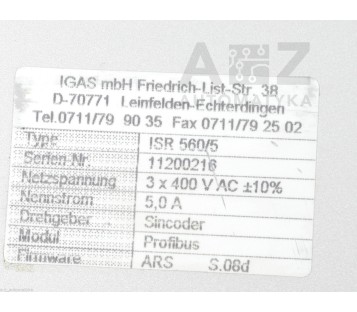 IGAS mbH Friedrich-List-Str. 38
D-70771 Leinfelden-Echterdingen
Tel.0711/79 90 35 Fax 0711/79 25 02
Type ISR 560/5
Serien-Nr. 11200216
Netzspannung 3 x 400 V AC ±10%
Nennstrom 5,0 A
Drehgeber Sincoder
Modul Profibus
Firmware ARS S.08d